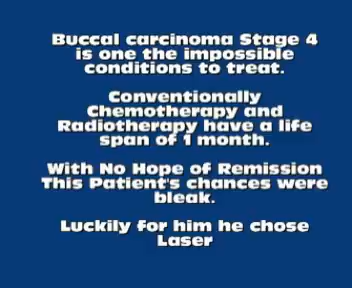 Buccal carcinoma Stage 4
is one the impossible
conditions to treat.
Conventionally
Chemotherapy and
Radiotherapy have a life
span of 1 month.
With No Hope of Remission
This Patient's chances were
bleak.
Luckily for him he chose
Laser